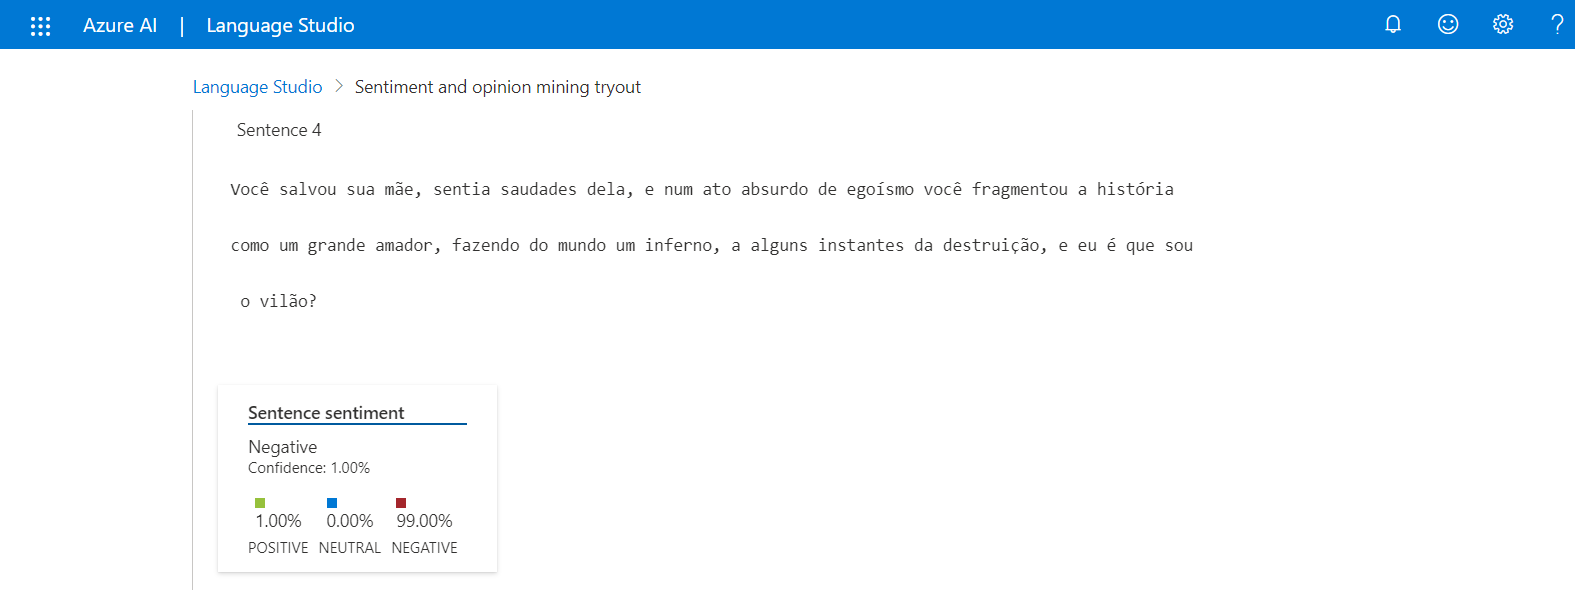 Azure AI | Language Studio
Language Studio > Sentiment and opinion mining tryout
Sentence 4
Você salvou sua mãe, sentia saudades dela, e num ato absurdo de egoísmo você fragmentou a história
como um grande amador, fazendo do mundo um inferno, a alguns instantes da destruição, e eu é que sou
o vilão?
Sentence sentiment
Negative
Confidence: 1.00%
1.00% 0.00% 99.00%
POSITIVE NEUTRAL NEGATIVE